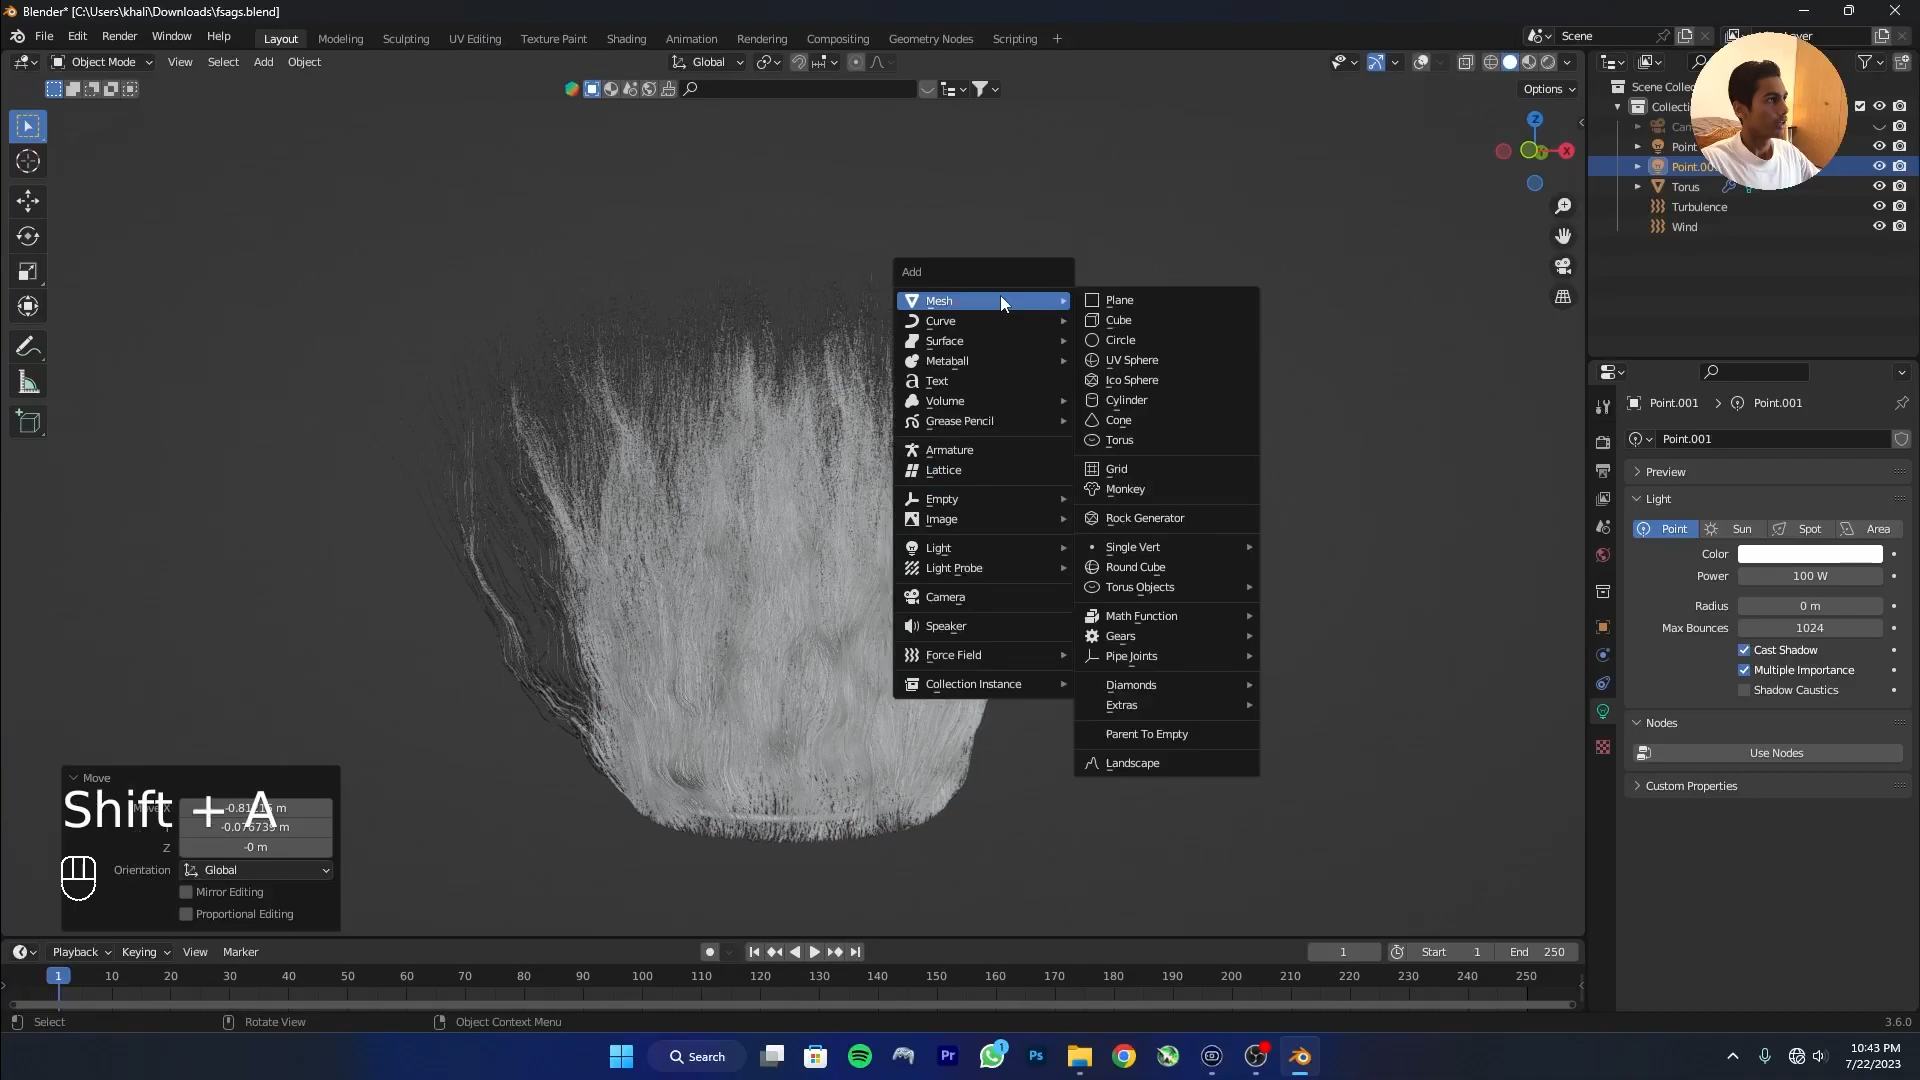 Blender* [C:\Users\khali\Downloads\fsags.blend]
File Edit Render Window Help
Layout Modeling Sculpting UV Editing Texture Paint Shading Animation Rendering Compositing Geometry Nodes Scripting +
Scene
Object Mode View Select Add Object
Global
Options
Scene Collec
Collecti
Point
Point.00
Torus
Turbulence
Wind
Z
X
Add
Mesh
Curve
Surface
Metaball
Text
Volume
Grease Pencil
Armature
Lattice
Empty
Image
Light
Light Probe
Camera
Speaker
Force Field
Collection Instance
Plane
Cube
Circle
UV Sphere
Ico Sphere
Cylinder
Cone
Torus
Grid
Monkey
Rock Generator
Single Vert
Round Cube
Torus Objects
Math Function
Gears
Pipe Joints
Diamonds
Extras
Parent To Empty
Landscape
Point.001 > Point.001
Point.001
Preview
Light
Point Sun Spot Area
Color
Power 100 W
Radius 0 m
Max Bounces 1024
Cast Shadow
Multiple Importance
Shadow Caustics
Nodes
Use Nodes
Custom Properties
Move
Shift + A
-0.076739 m
Z -0 m
Orientation Global
Mirror Editing
Proportional Editing
Playback Keying View Marker
1 Start 1 End 250
1 10 20 30 40 50 60 70 80 90 100 110 120 130 140 150 160 170 180 190 200 210 220 230 240 250
Select Rotate View Object Context Menu
3.6.0
Search
Pr
1
Ps
10:43 PM
7/22/2023